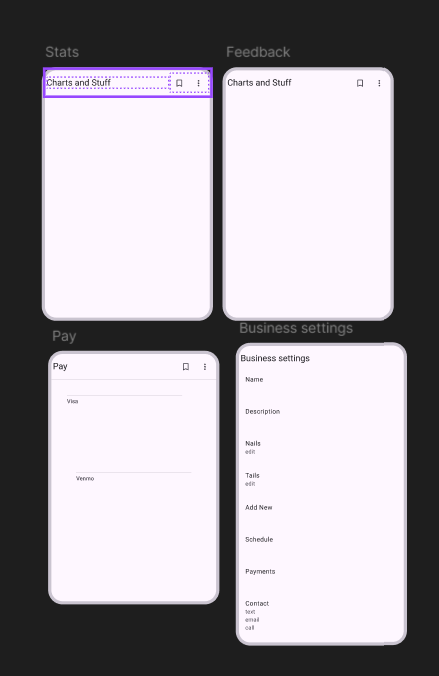 Stats
Charts and Stuff
Feedback
Charts and Stuff
Pay
Pay
Visa
Venmo
Business settings
Business settings
Name
Description
Nails
edit
Tails
edit
Add New
Schedule
Payments
Contact
text
email
call